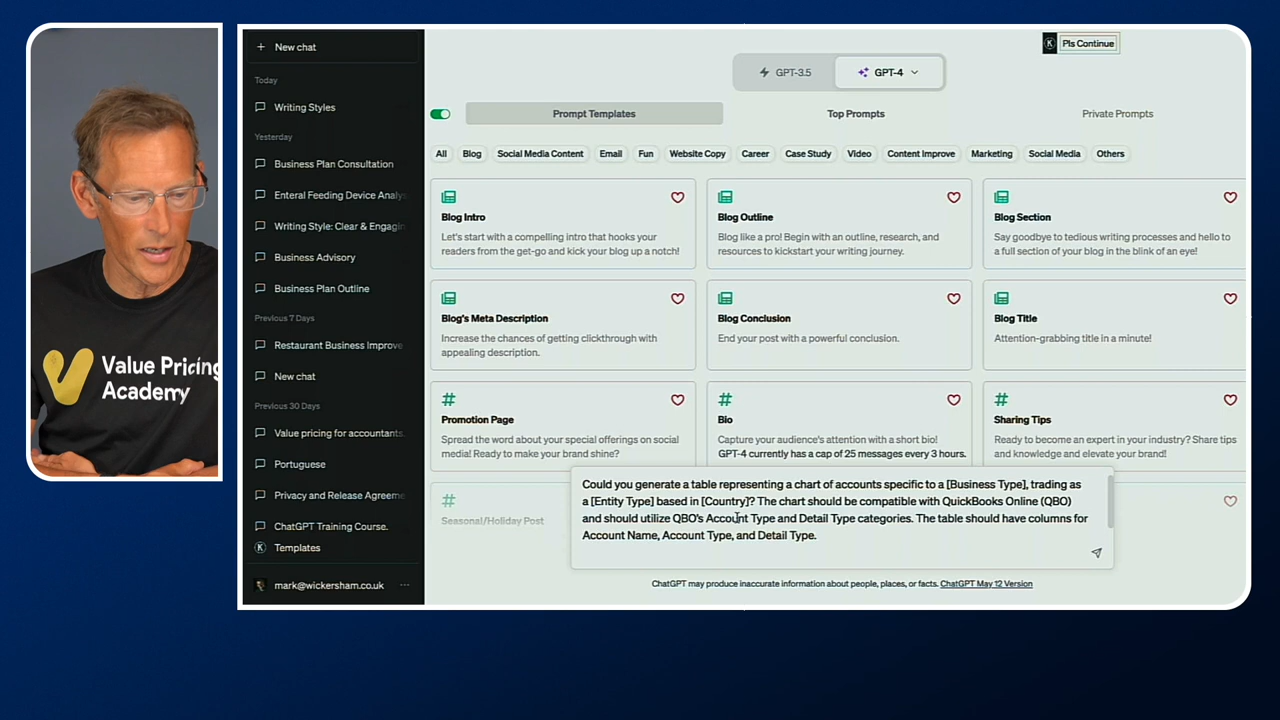 Value Pricing
Academy
New chat
Today
Writing Styles
Yesterday
Business Plan Consultation
Enteral Feeding Device Analys
Writing Style: Clear & Engagin
Business Advisory
Business Plan Outline
Previous 7 Days
Restaurant Business Improve
New chat
Previous 30 Days
Value pricing for accountants.
Portuguese
Privacy and Release Agreeme
ChatGPT Training Course.
Templates
mark@wickersham.co.uk
K Pls Continue
GPT-3.5
GPT-4
Prompt Templates
Top Prompts
Private Prompts
All Blog Social Media Content Email Fun Website Copy Career Case Study Video Content Improve Marketing Social Media Others
Blog Intro
Let's start with a compelling intro that hooks your
readers from the get-go and kick your blog up a notch!
Blog Outline
Blog like a pro! Begin with an outline, research, and
resources to kickstart your writing journey.
Blog Section
Say goodbye to tedious writing processes and hello to
a full section of your blog in the blink of an eye!
Blog's Meta Description
Increase the chances of getting clickthrough with
appealing description.
Blog Conclusion
End your post with a powerful conclusion.
Blog Title
Attention-grabbing title in a minute!
Promotion Page
Spread the word about your special offerings on social
media! Ready to make your brand shine?
Bio
Capture your audience's attention with a short bio!
GPT-4 currently has a cap of 25 messages every 3 hours.
Sharing Tips
Ready to become an expert in your industry? Share tips
and knowledge and elevate your brand!
Seasonal/Holiday Post
Could you generate a table representing a chart of accounts specific to a [Business Type], trading as
a [Entity Type] based in [Country]? The chart should be compatible with QuickBooks Online (QBO)
and should utilize QBO's Account Type and Detail Type categories. The table should have columns for
Account Name, Account Type, and Detail Type.
ChatGPT may produce inaccurate information about people, places, or facts. ChatGPT May 12 Version